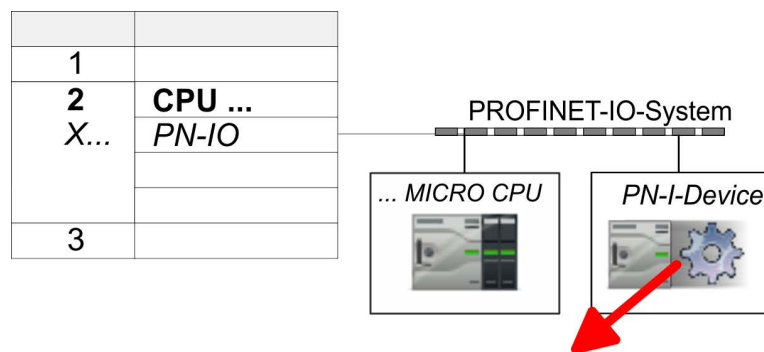 1
2 CPU ...
X... PN-IO
3
PROFINET-IO-System
... MICRO CPU
PN-I-Device